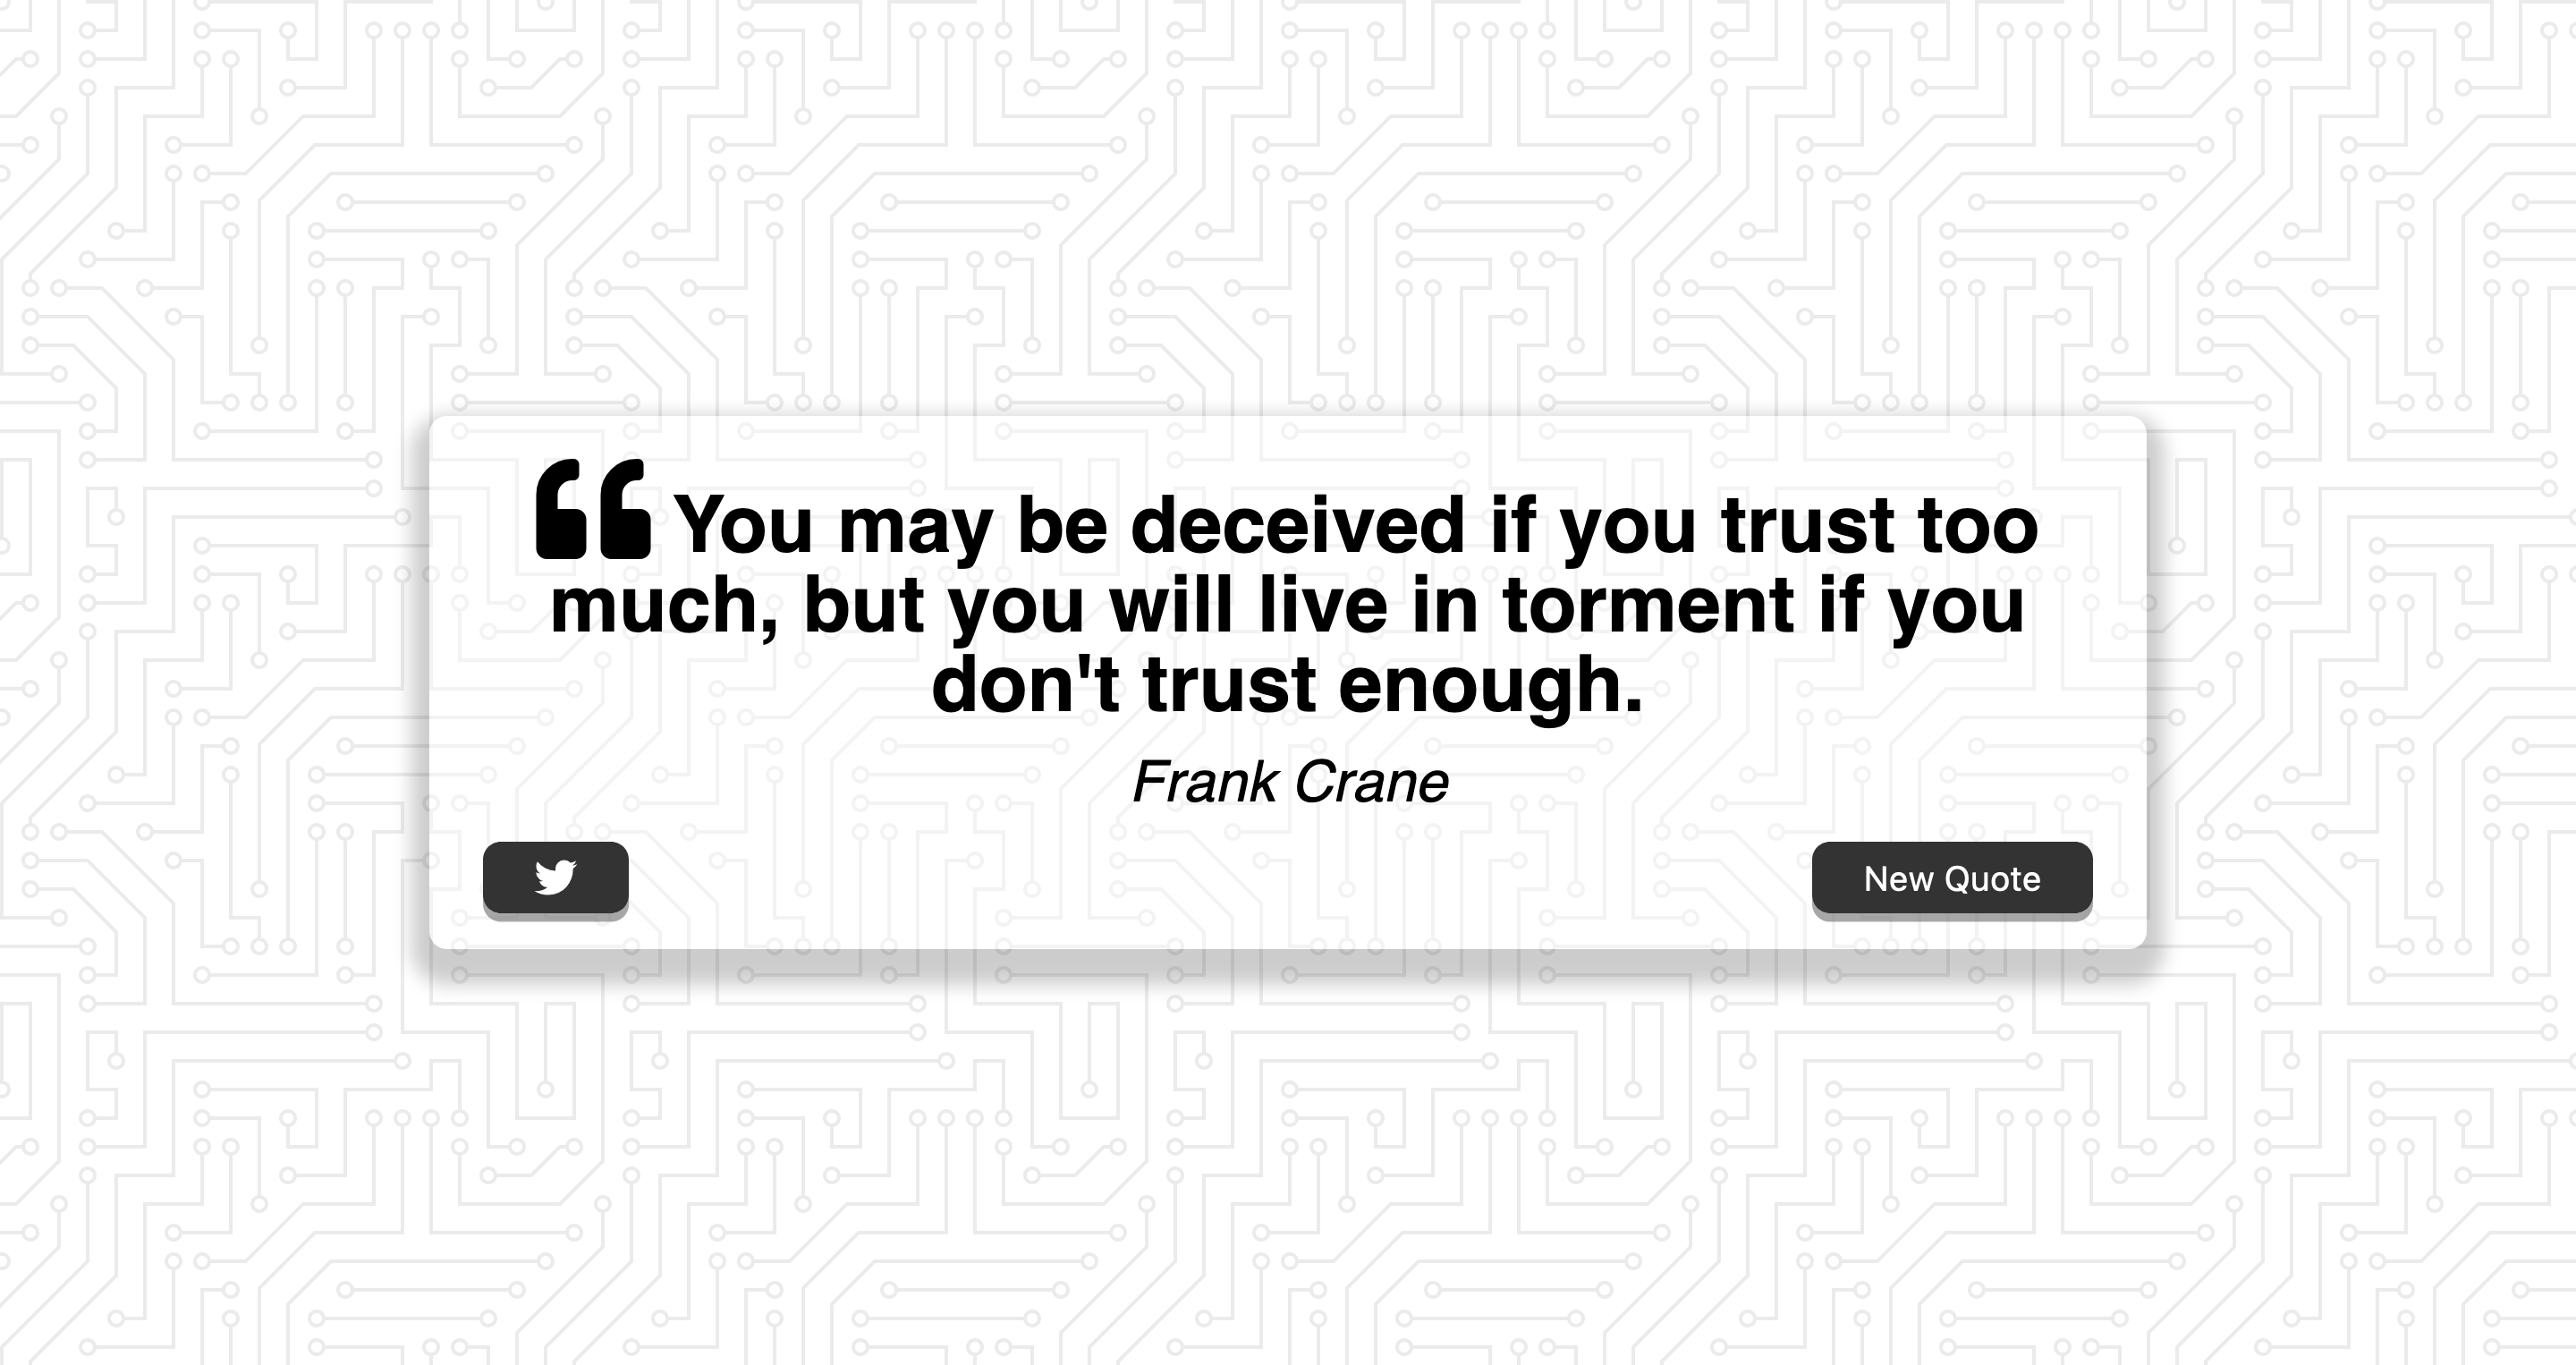 You may be deceived if you trust too
much, but you will live in torment if you
don't trust enough.
Frank Crane
New Quote